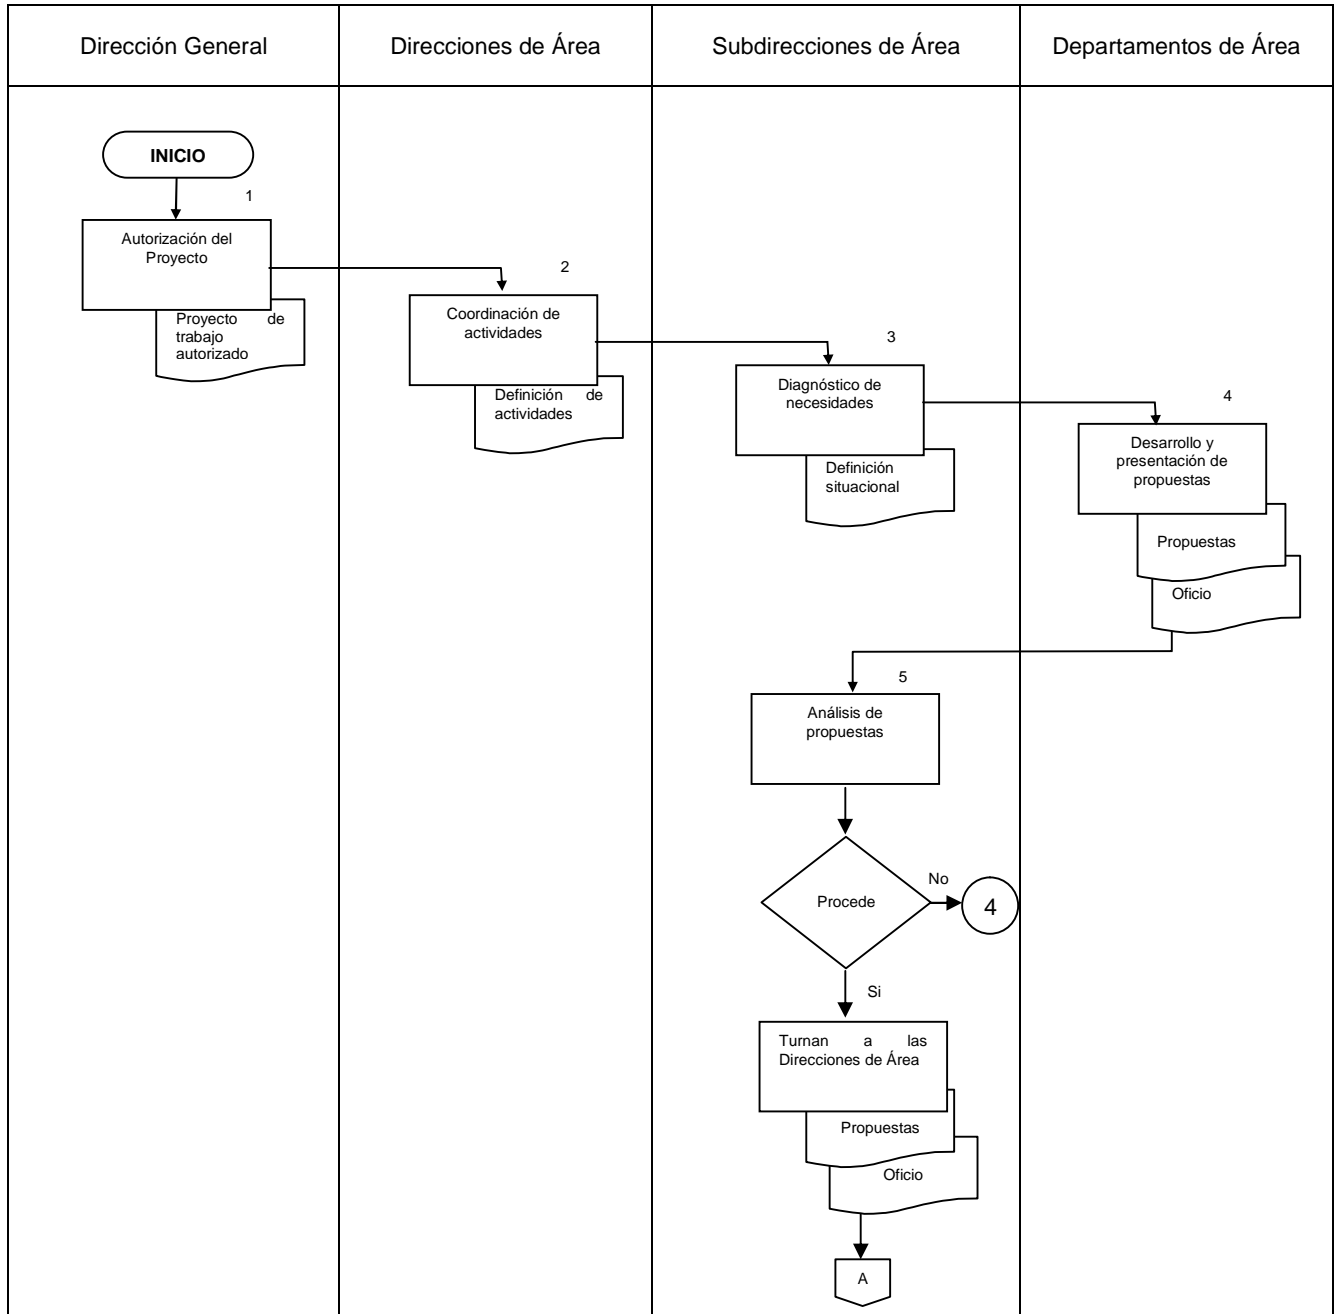 Dirección General
Direcciones de Área
Subdirecciones de Área
Departamentos de Área
INICIO
1
Autorización del
Proyecto
Proyecto de
trabajo
autorizado
2
Coordinación de
actividades
Definición de
actividades
3
Diagnóstico de
necesidades
Definición
situacional
4
Desarrollo y
presentación de
propuestas
Propuestas
Oficio
5
Análisis de
propuestas
Procede
No
4
Si
Turnan a las
Direcciones de Área
Propuestas
Oficio
A